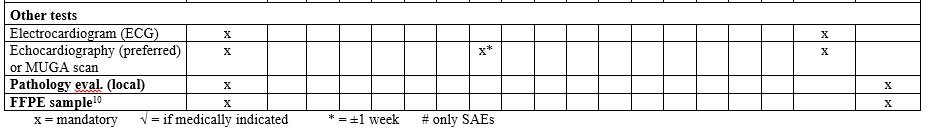 Other tests
Electrocardiogram (ECG) x x
Echocardiography (preferred) x x* x
or MUGA scan
Pathology eval. (local) x x
FFPE sample10 x x
x = mandatory √ = if medically indicated * = ±1 week # only SAEs